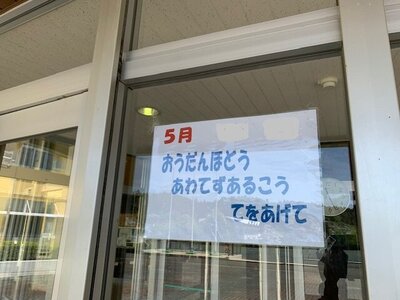 5月
おうだんほどう
あわてずあるこう
てをあげて